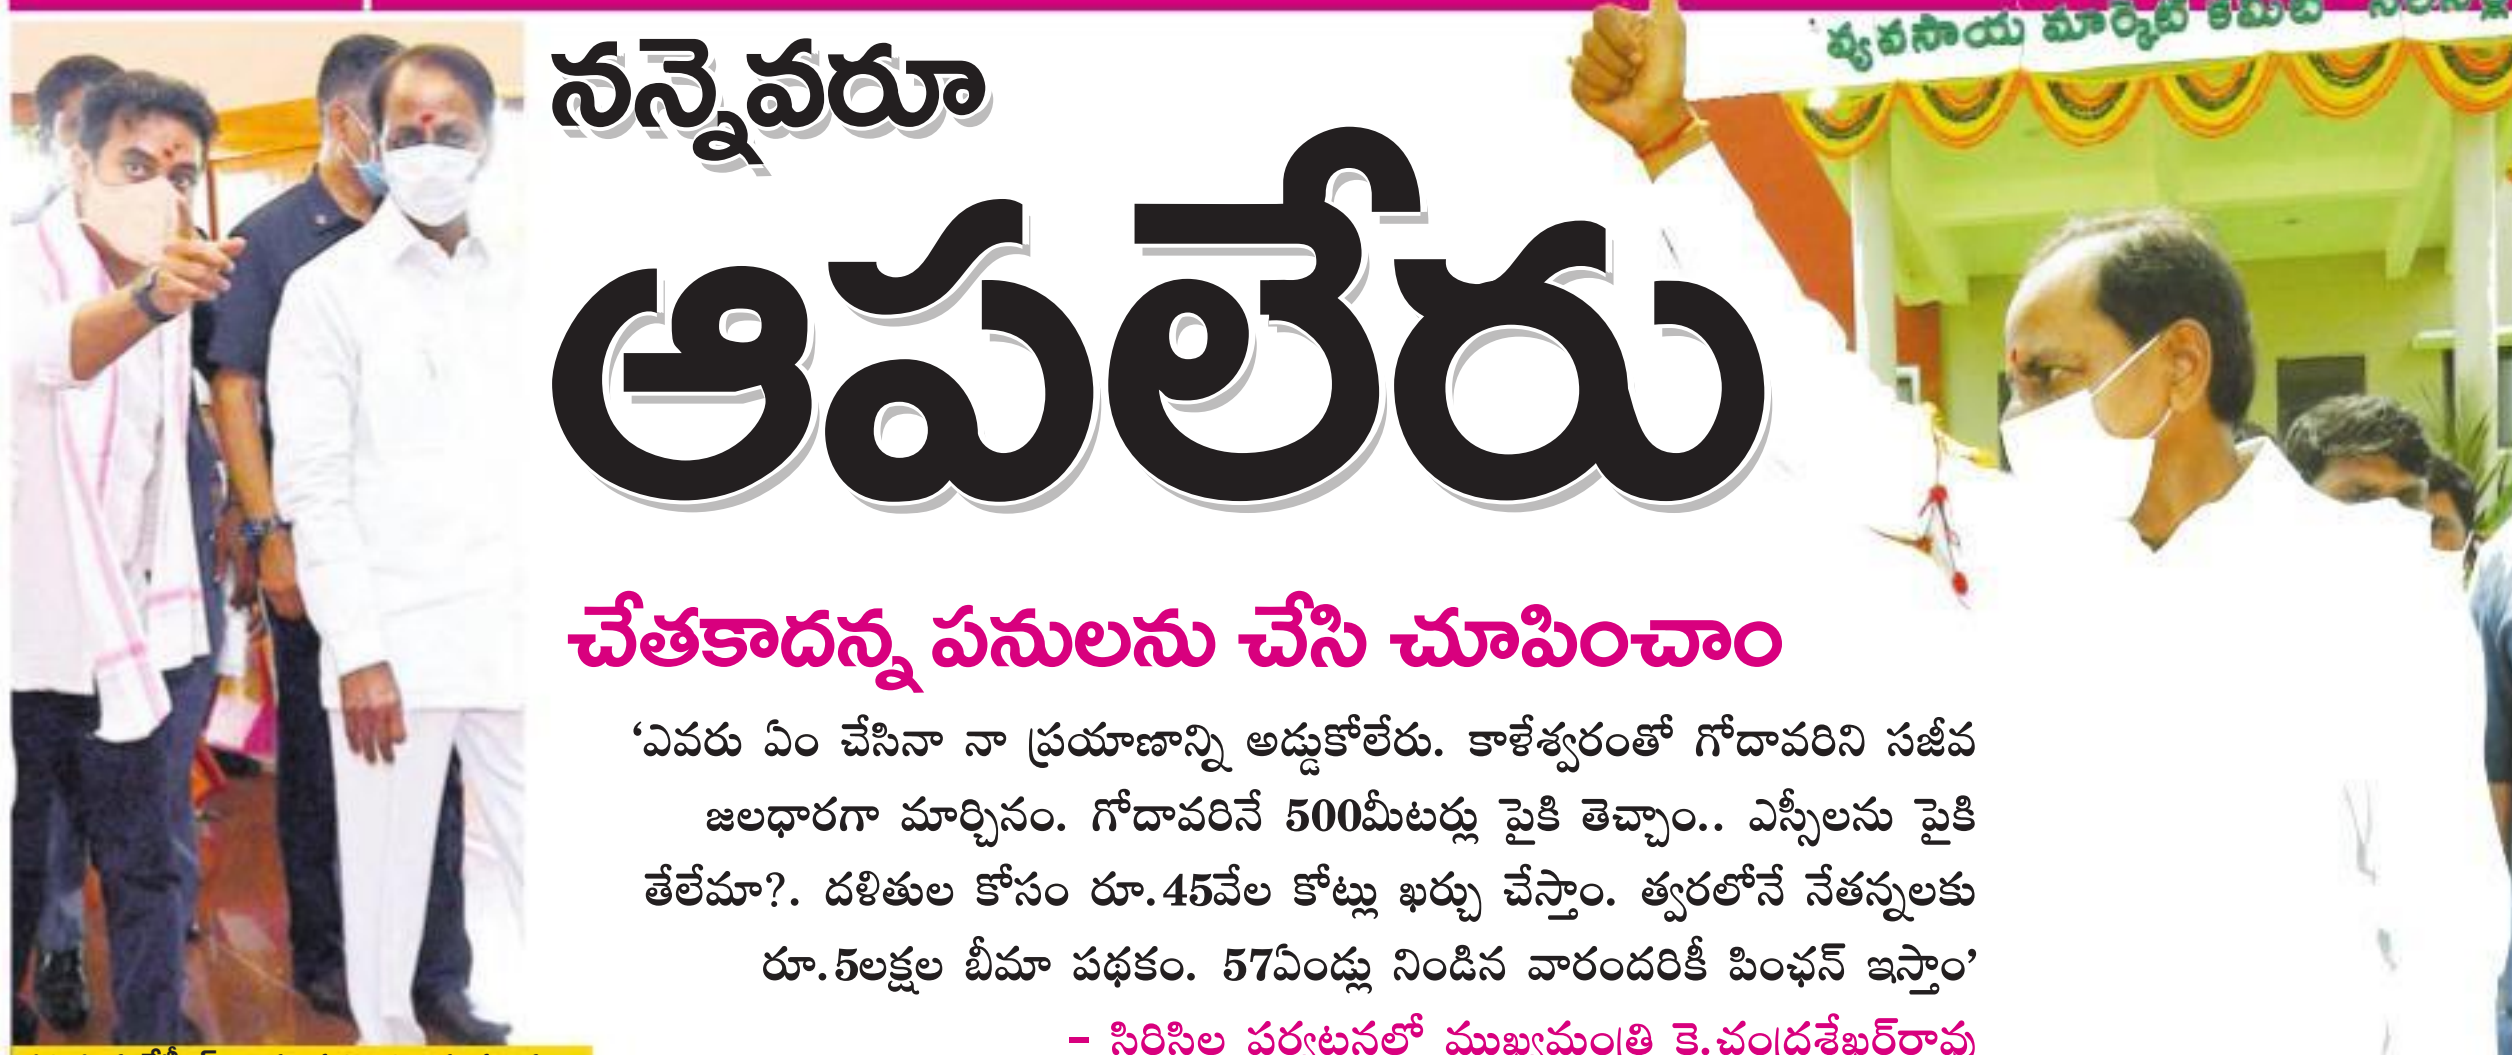 వ్యవసాయ మార్కెట్ కమిటీ
నన్నెవరూ
ఆపలేరు
చేతకాదన్న పనులను చేసి చూపించాం
‘ఎవరు ఏం చేసినా నా ప్రయాణాన్ని అడ్డుకోలేరు. కాళేశ్వరంతో గోదావరిని సజీవ
జలధారగా మార్చినం. గోదావరినే 500మీటర్లు పైకి తెచ్చాం.. ఎస్సీలను పైకి
తేలేమా?. దళితుల కోసం రూ.45వేల కోట్లు ఖర్చు చేస్తాం. త్వరలోనే నేతన్నలకు
రూ.5లక్షల బీమా పథకం. 57ఏండ్లు నిండిన వారందరికీ పింఛన్ ఇస్తాం’
– సిరిసిల పర్యటనలో ముఖ్యమంత్రి కె.చంద్రశేఖర్‌రావు